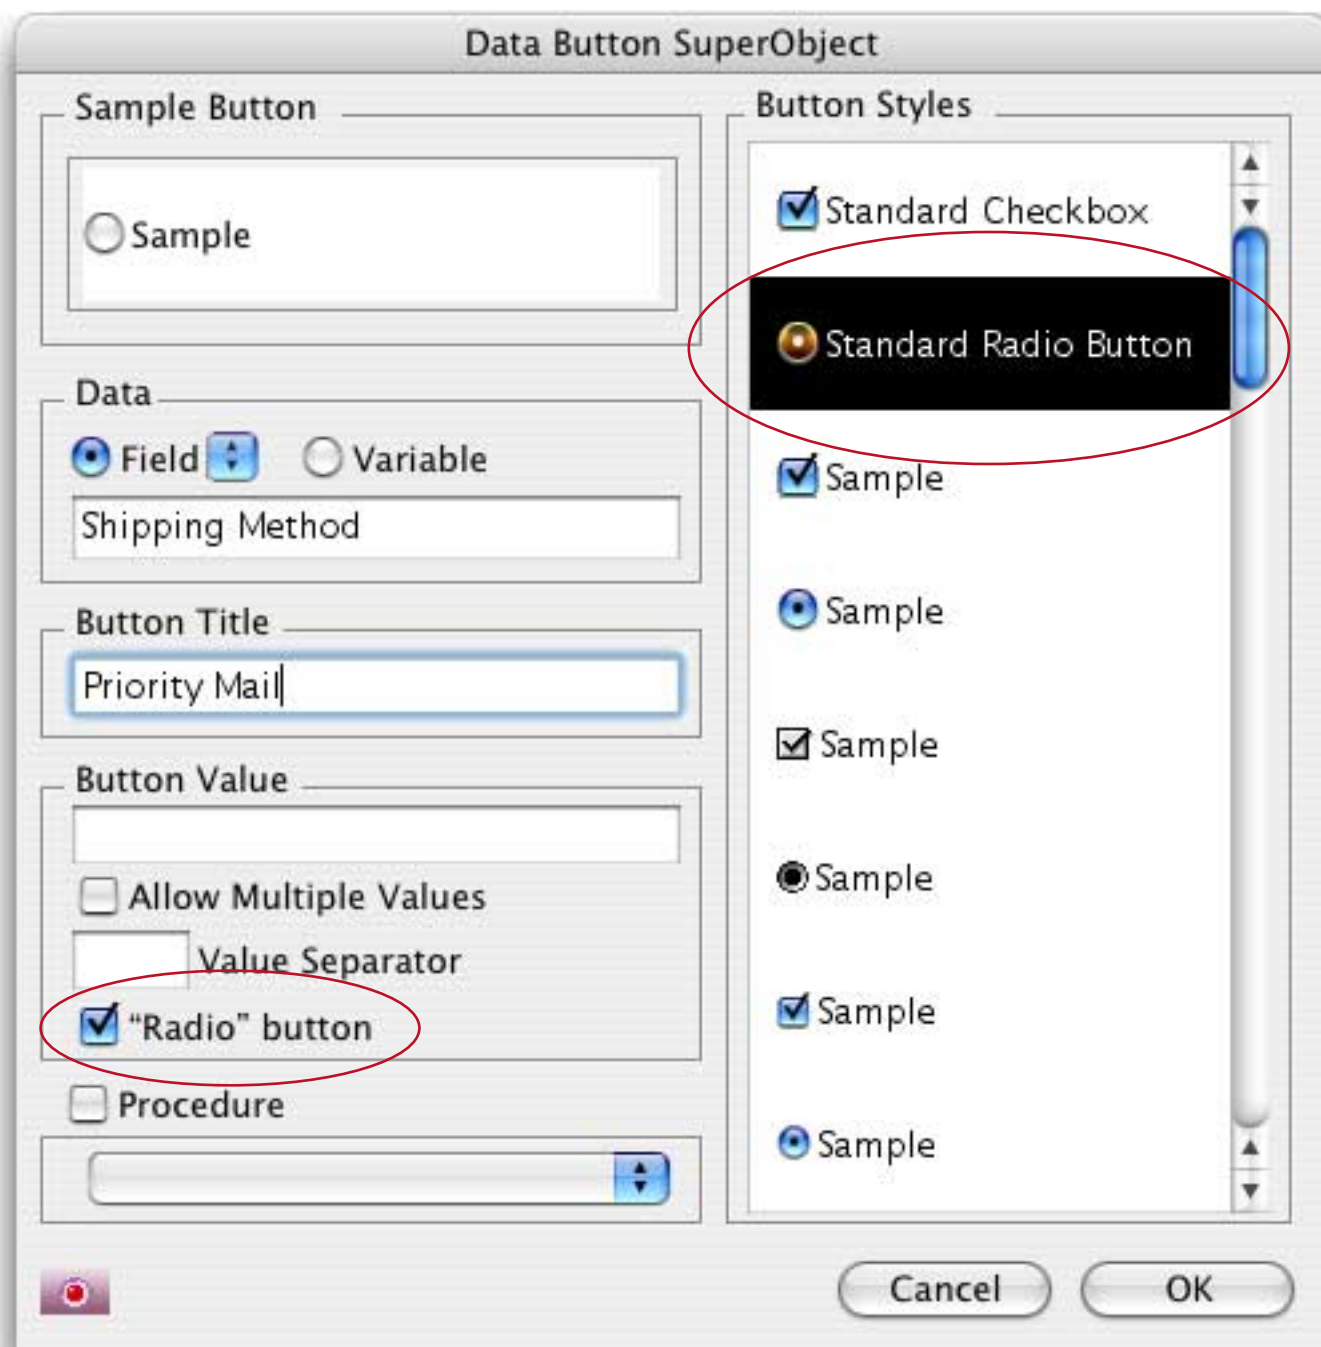 Data Button SuperObject
Sample Button
Sample
Data
Field
Variable
Shipping Method
Button Title
Priority Mail
Button Value
Allow Multiple Values
Value Separator
“Radio” button
Procedure
Button Styles
Standard Checkbox
Standard Radio Button
Sample
Sample
Sample
Sample
Sample
Sample
Cancel
OK